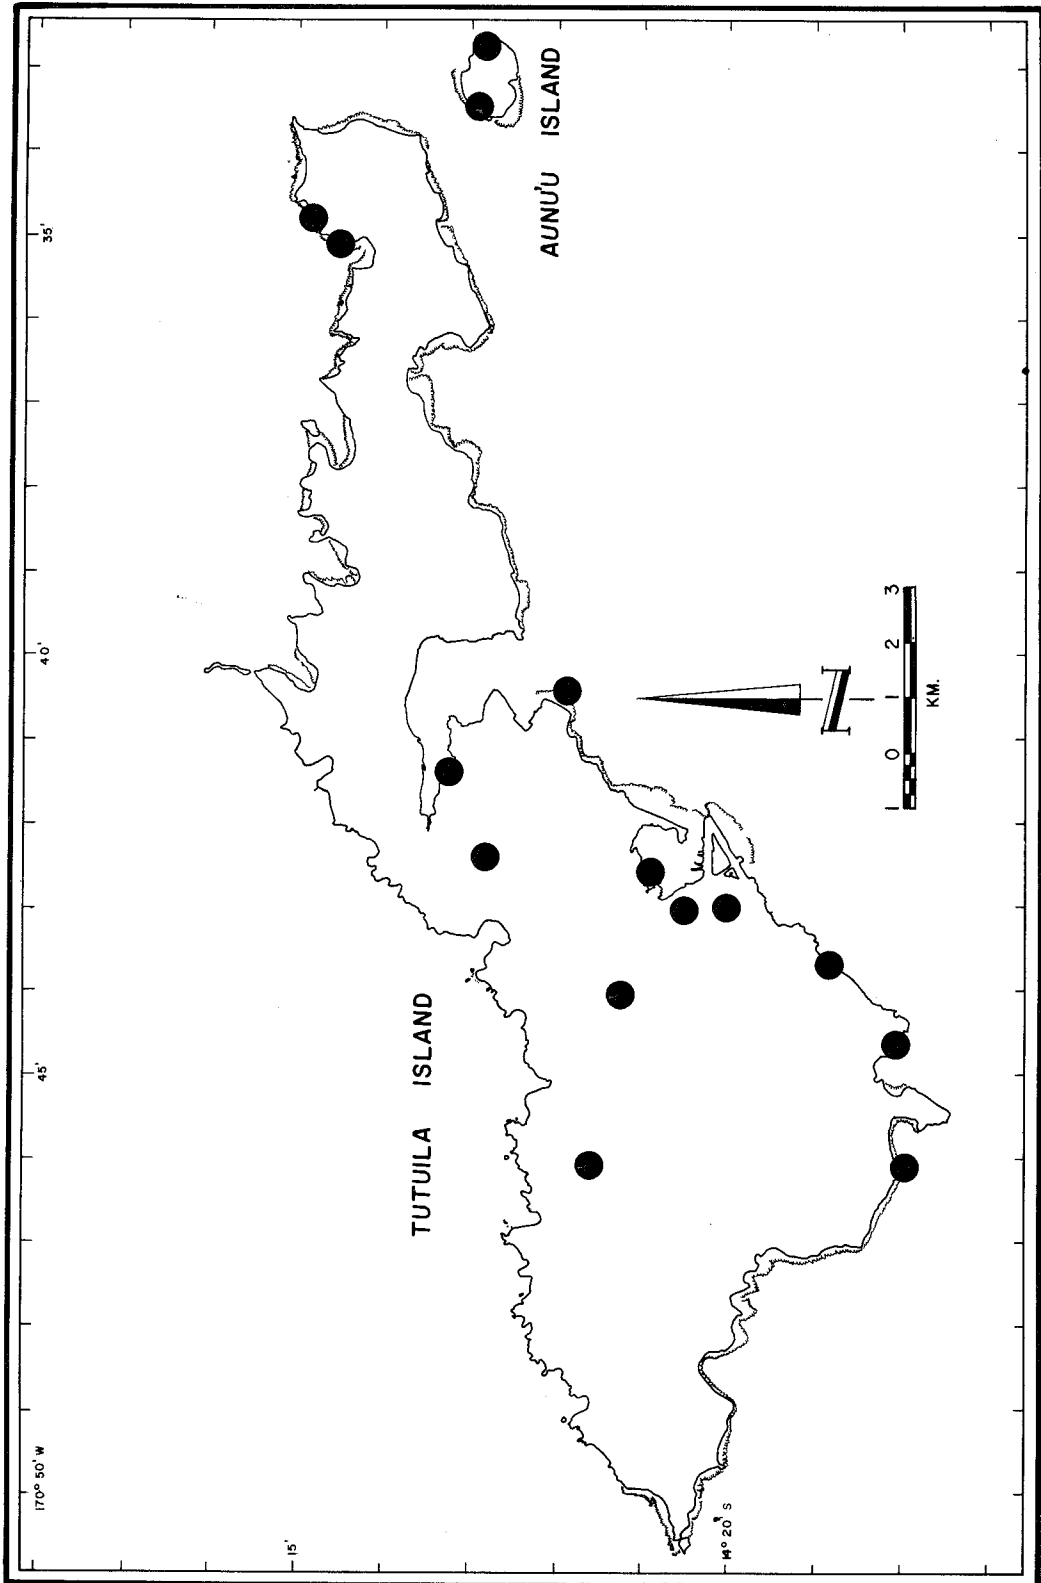 AUNU'U ISLAND
TUTUILA ISLAND
35'
40'
45'
170° 50' W
15'
14° 20' S
N
1 0 1 2 3
KM.